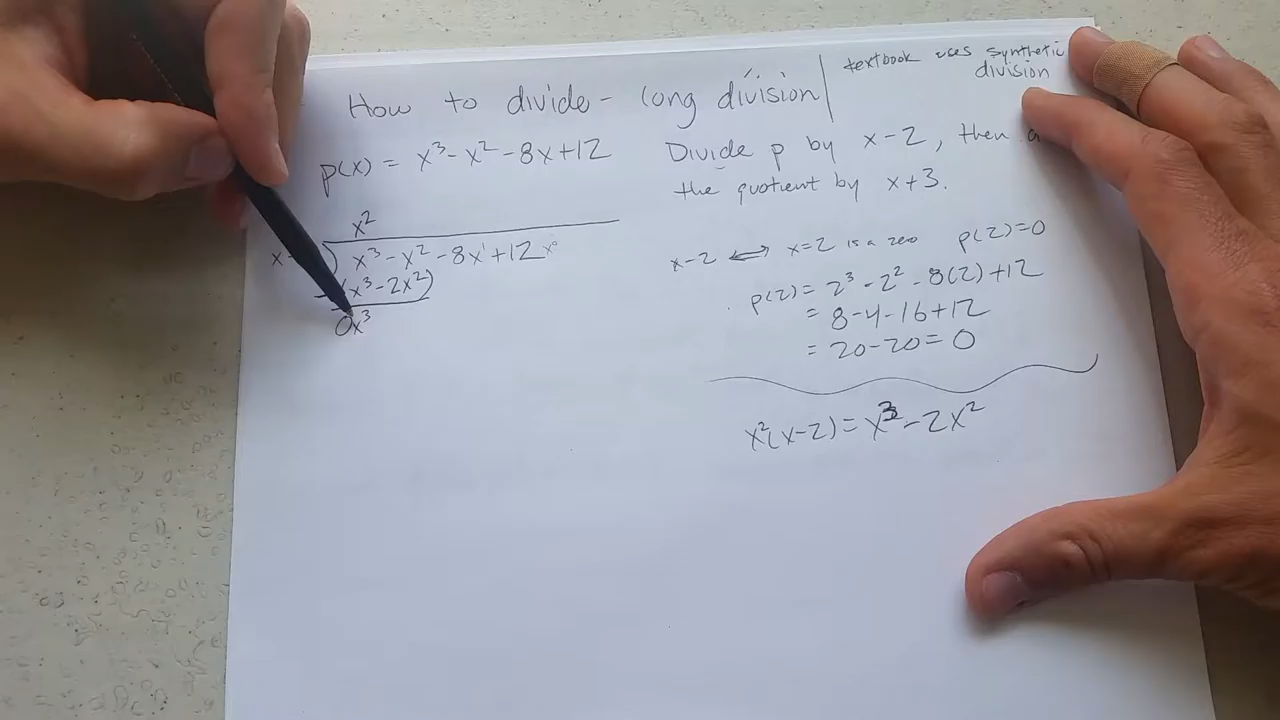 How to divide - long division
textbook uses synthetic
division
p(x) = x³ - x² - 8x + 12
Divide p by x - 2, then
the quotient by x + 3.
x²
x³ - x² - 8x¹ + 12x⁰
- (x³ - 2x²)
0x³
x-2 ⟺ x=2 is a zero p(2)=0
p(2) = 2³ - 2² - 8(2) + 12
= 8 - 4 - 16 + 12
= 20 - 20 = 0
x²(x-2) = x³ - 2x²